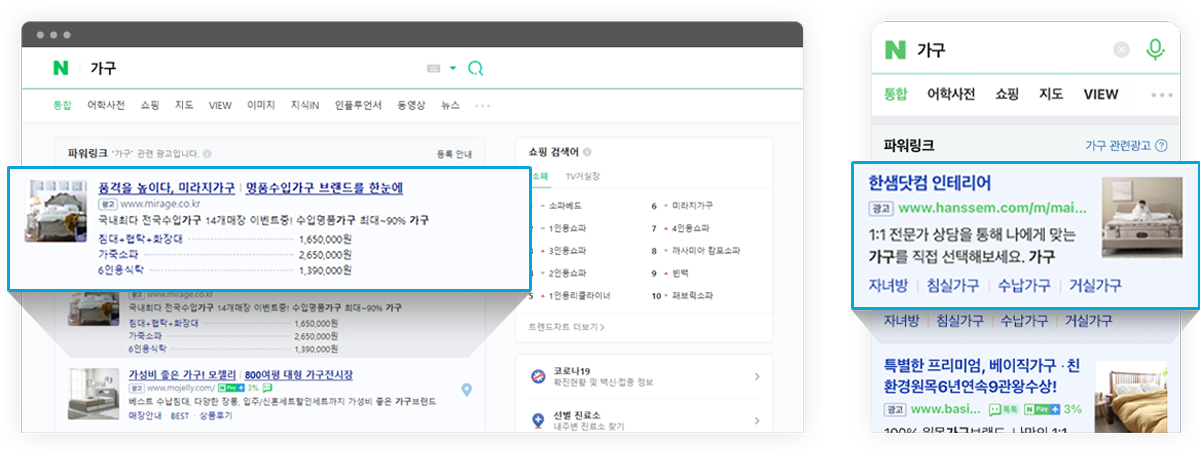 N 가구
통합 어학사전 쇼핑 지도 VIEW 이미지 지식iN 인플루언서 동영상 뉴스
파워링크 '가구' 관련 광고입니다. 등록 안내
품격을 높이다, 미라지가구 명품수입가구 브랜드를 한눈에
광고 www.mirage.co.kr
국내최다 전국수입가구 14개매장 이벤트중! 수입명품가구 최대~90% 가구
침대+협탁+화장대 1,650,000원
가죽소파 2,650,000원
6인용식탁 1,390,000원
광고 www.mirage.co.kr
국내최다 전국수입가구 14개매장 이벤트중! 수입명품가구 최대~90% 가구
침대+협탁+화장대 1,650,000원
가죽소파 2,650,000원
6인용식탁 1,390,000원
가성비 좋은 가구! 모젤리 800여평 대형 가구전시장
광고 www.mojelly.com/ N Pay + 3%
베스트 수납침대, 다양한 장롱, 입주/신혼세트할인세트까지 가성비 좋은 가구브랜드
매장안내 · BEST · 상품후기
쇼핑 검색어
소파 TV거실장
소파베드
1인용쇼파
3인용쇼파
2인용쇼파
5 1인용리클라이너
6 미라지가구
7 4인용쇼파
8 까사미아 캄포소파
9 빈백
10 패브릭소파
트렌드차트 더보기
코로나19
확진현황 및 백신·접종 정보
선별 진료소
내주변 진료소 찾기
N 가구
통합 어학사전 쇼핑 지도 VIEW
파워링크 가구 관련광고
한샘닷컴 인테리어
광고 www.hanssem.com/m/mai...
1:1 전문가 상담을 통해 나에게 맞는
가구를 직접 선택해보세요. 가구
자녀방 침실가구 수납가구 거실가구
자녀방 침실가구 수납가구 거실가구
특별한 프리미엄, 베이직가구 · 친
환경원목6년연속9관왕수상!
광고 www.basi... 톡톡 N Pay + 3%
100% 원목가구브랜드, 나만의 1:1